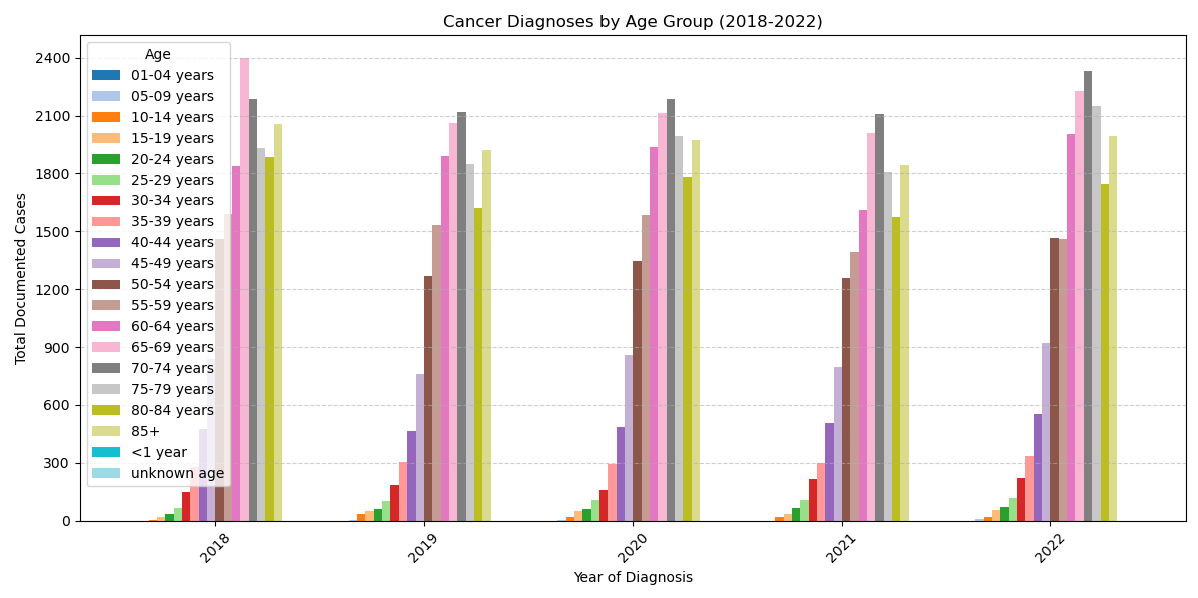 Cancer Diagnoses by Age Group (2018-2022)
2400
2100
1800
1500
1200
900
600
300
0
Total Documented Cases
Age
01-04 years
05-09 years
10-14 years
15-19 years
20-24 years
25-29 years
30-34 years
35-39 years
40-44 years
45-49 years
50-54 years
55-59 years
60-64 years
65-69 years
70-74 years
75-79 years
80-84 years
85+
<1 year
unknown age
2018
2019
2020
2021
2022
Year of Diagnosis